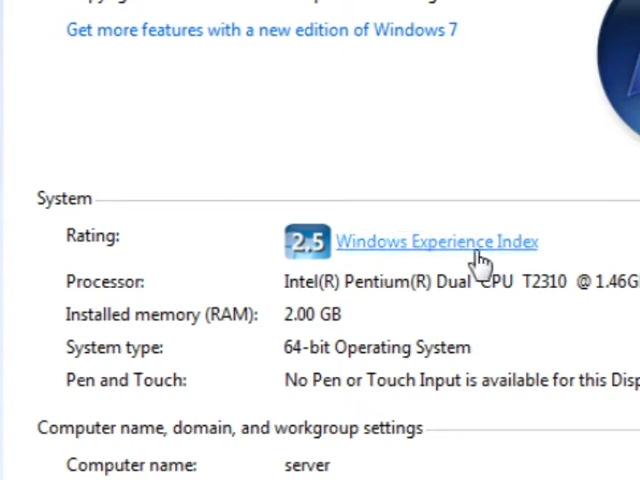 Get more features with a new edition of Windows 7
System
Rating: 2.5 Windows Experience Index
Processor: Intel(R) Pentium(R) Dual CPU T2310 @ 1.46G
Installed memory (RAM): 2.00 GB
System type: 64-bit Operating System
Pen and Touch: No Pen or Touch Input is available for this Disp
Computer name, domain, and workgroup settings
Computer name: server